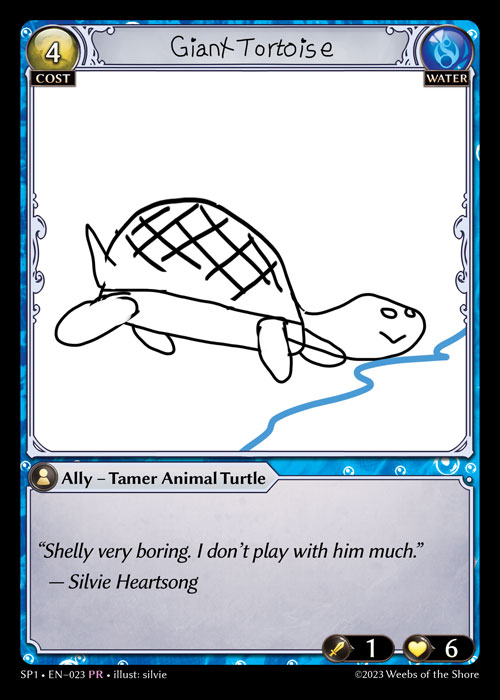 4
COST
Giant Tortoise
WATER
Ally – Tamer Animal Turtle
“Shelly very boring. I don’t play with him much.”
— Silvie Heartsong
1
6
SP1 • EN–023 PR • illust: silvie
©2023 Weebs of the Shore